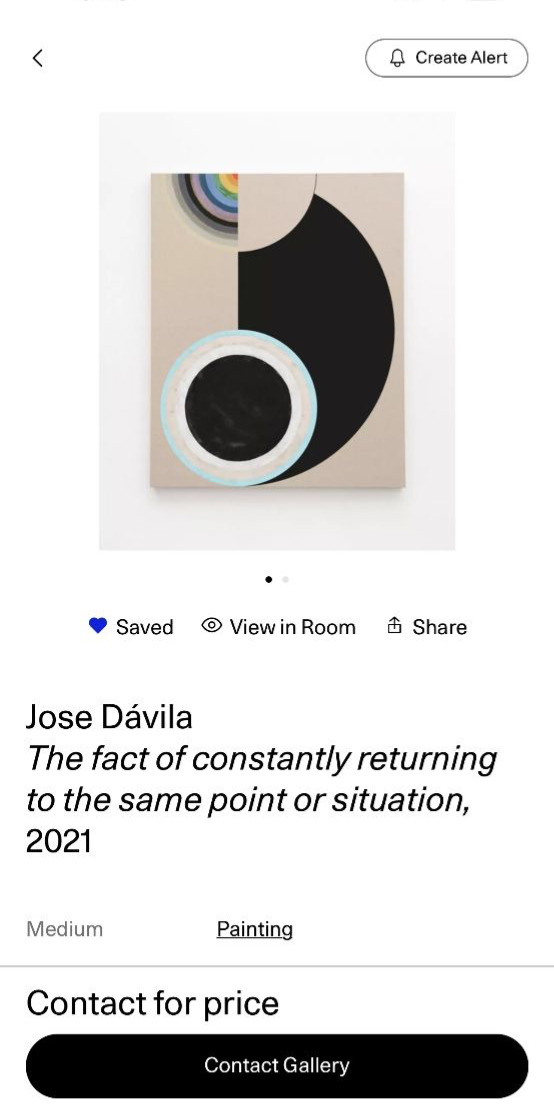 Create Alert
Saved
View in Room
Share
Jose Dávila
The fact of constantly returning
to the same point or situation,
2021
Medium
Painting
Contact for price
Contact Gallery